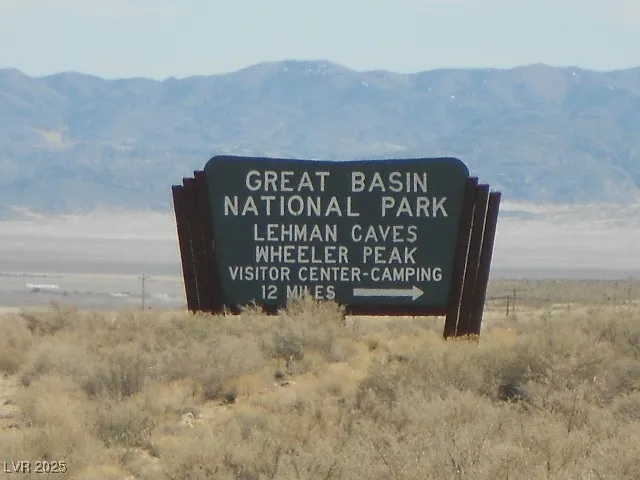 GREAT BASIN
NATIONAL PARK
LEHMAN CAVES
WHEELER PEAK
VISITOR CENTER-CAMPING
12 MILES
LVR 2025